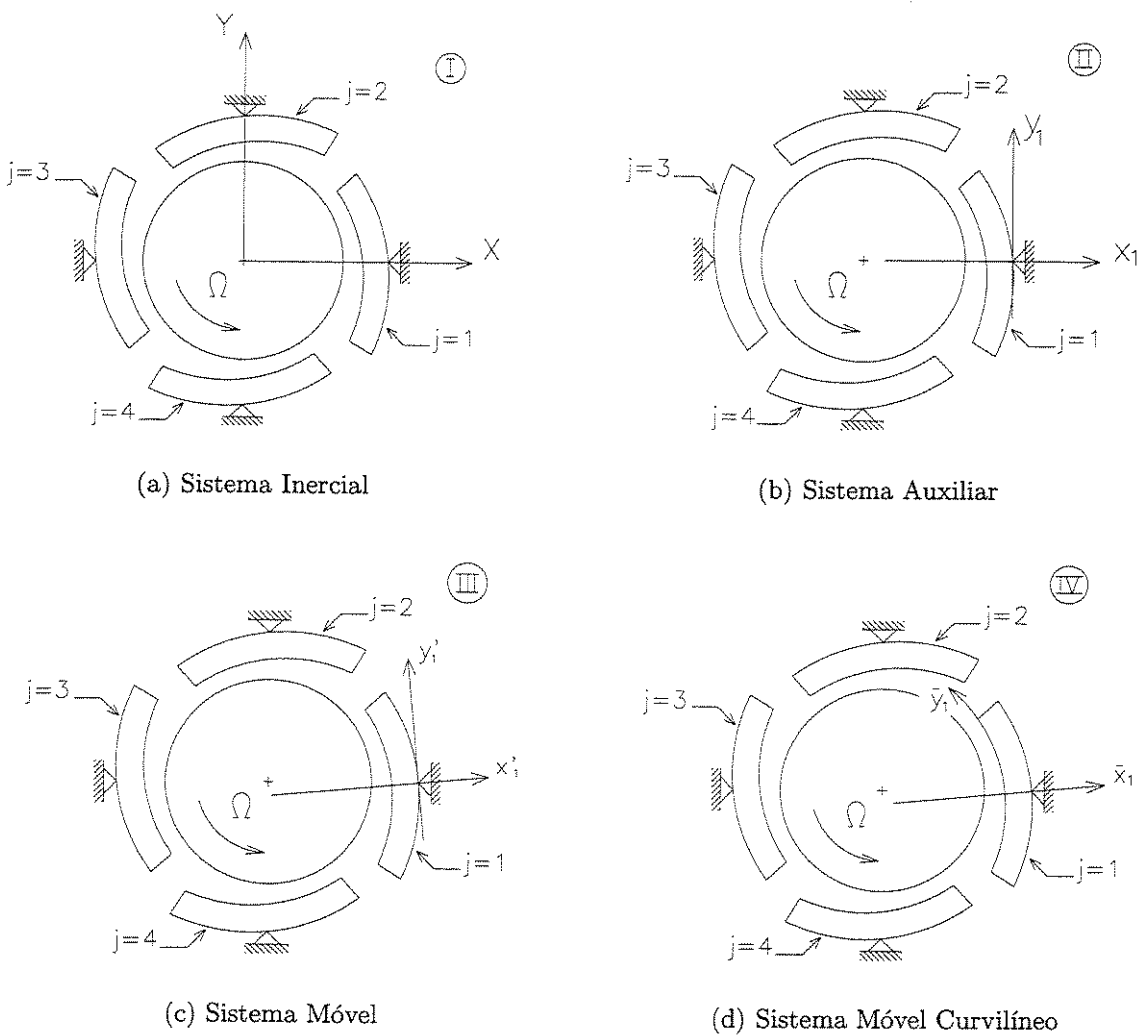 Y
I
j=2
j=3
X
Ω
j=1
j=4
(a) Sistema Inercial
II
j=2
y₁
j=3
x₁
Ω
j=1
j=4
(b) Sistema Auxiliar
III
j=2
y₁'
j=3
x₁'
Ω
j=1
j=4
(c) Sistema Móvel
IV
j=2
j=3
ȳ₁
x̄₁
Ω
j=1
j=4
(d) Sistema Móvel Curvilíneo